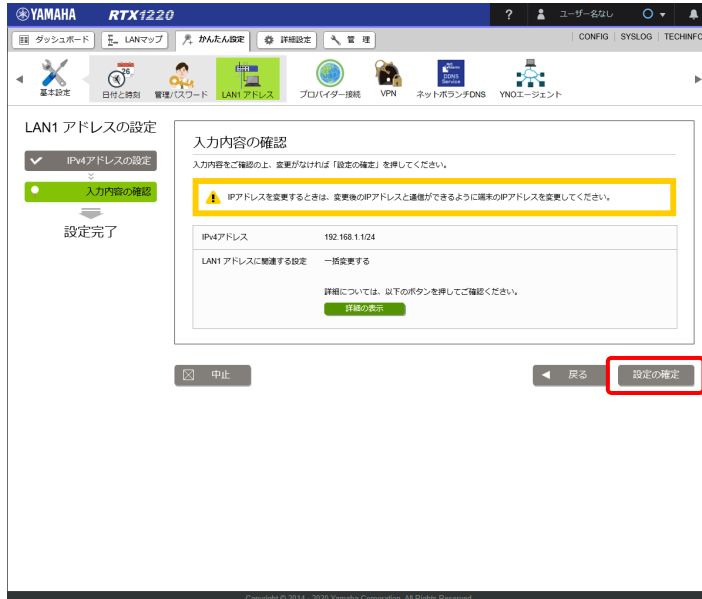 YAMAHA RTX1220 ? ユーザーなし
ダッシュボード LANマップ かんたん設定 詳細設定 管理 CONFIG SYSLOG TECHINFO
26
DDNS
Service
基本設定 日付と時刻 管理パスワード LAN1 アドレス プロバイダー接続 VPN ネットボランチDNS YNOエージェント
LAN1 アドレスの設定
IPv4アドレスの設定
入力内容の確認
設定完了
入力内容の確認
入力内容をご確認の上、変更がなければ「設定の確定」を押してください。
IPアドレスを変更するときは、変更後のIPアドレスと通信ができるように端末のIPアドレスを変更してください。
IPv4アドレス 192.168.1.1/24
LAN1 アドレスに関連する設定 一括変更する
詳細については、以下のボタンを押してご確認ください。
詳細の表示
中止 戻る 設定の確定
Copyright © 2014 - 2020 Yamaha Corporation. All Rights Reserved.